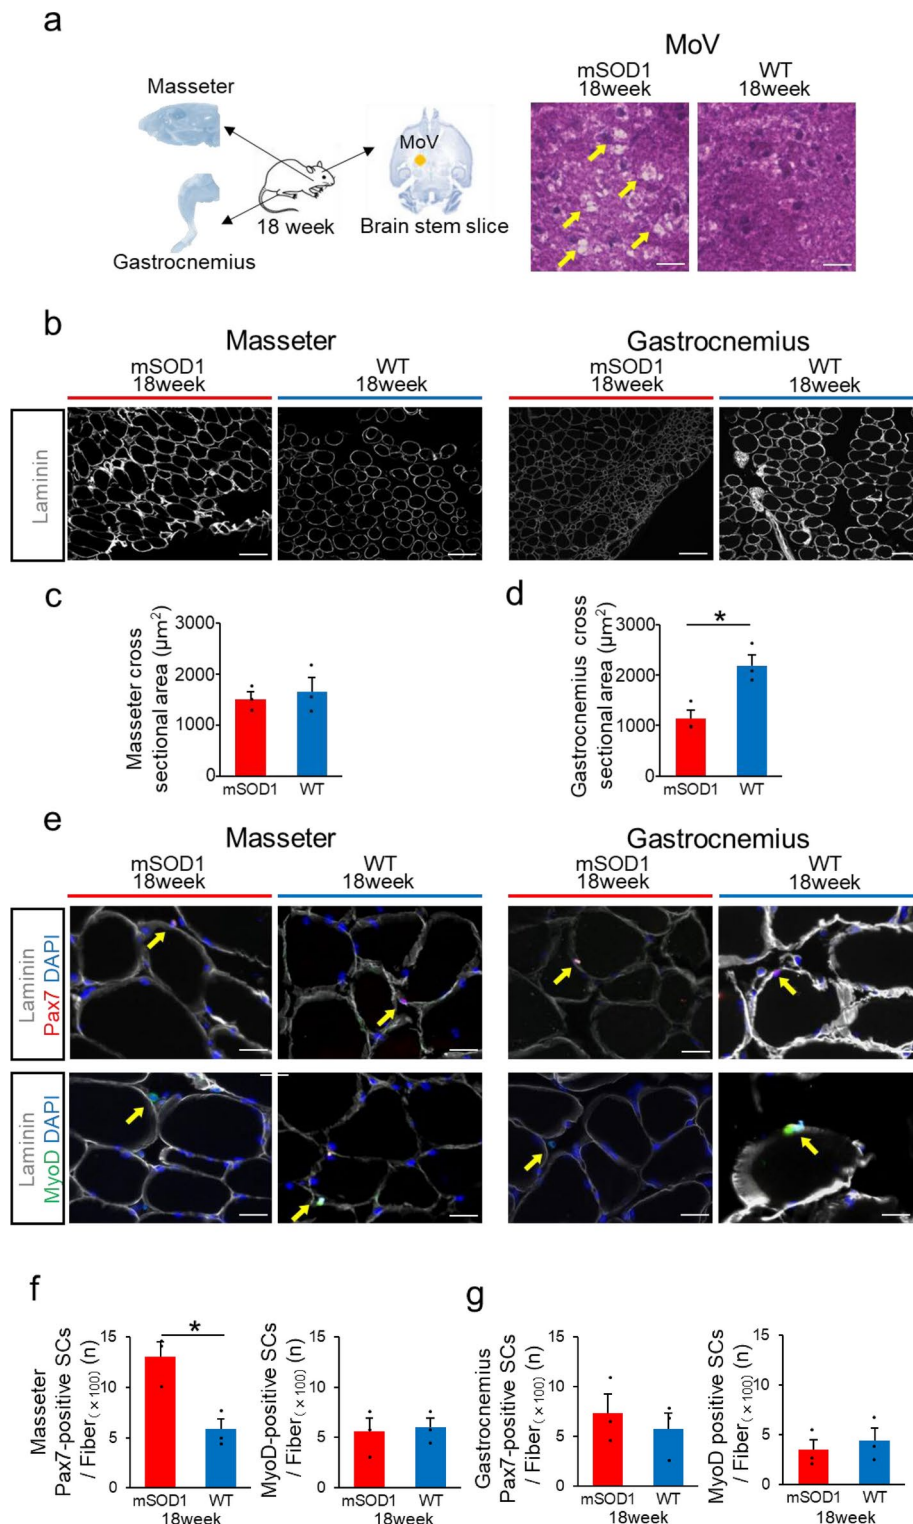 a
MoV
mSOD1
18week
WT
18week
Masseter
MoV
18 week
Brain stem slice
Gastrocnemius
b
Masseter
Gastrocnemius
mSOD1
18week
WT
18week
mSOD1
18week
WT
18week
Laminin
c
Masseter cross
sectional area (µm²)
3000
2000
1000
0
mSOD1
WT
d
Gastrocnemius cross
sectional area (µm²)
3000
2000
1000
0
*
mSOD1
WT
e
Masseter
Gastrocnemius
mSOD1
18week
WT
18week
mSOD1
18week
WT
18week
Laminin
Pax7 DAPI
Laminin
MyoD DAPI
f
Masseter
Pax7-positive SCs
/ Fiber(×100) (n)
15
10
5
0
*
mSOD1 WT
18week
MyoD-positive SCs
/ Fiber(×100) (n)
15
10
5
0
mSOD1 WT
18week
g
Gastrocnemius
Pax7-positive SCs
/ Fiber(×100) (n)
15
10
5
0
mSOD1 WT
18week
MyoD positive SCs
/ Fiber(×100) (n)
15
10
5
0
mSOD1 WT
18week